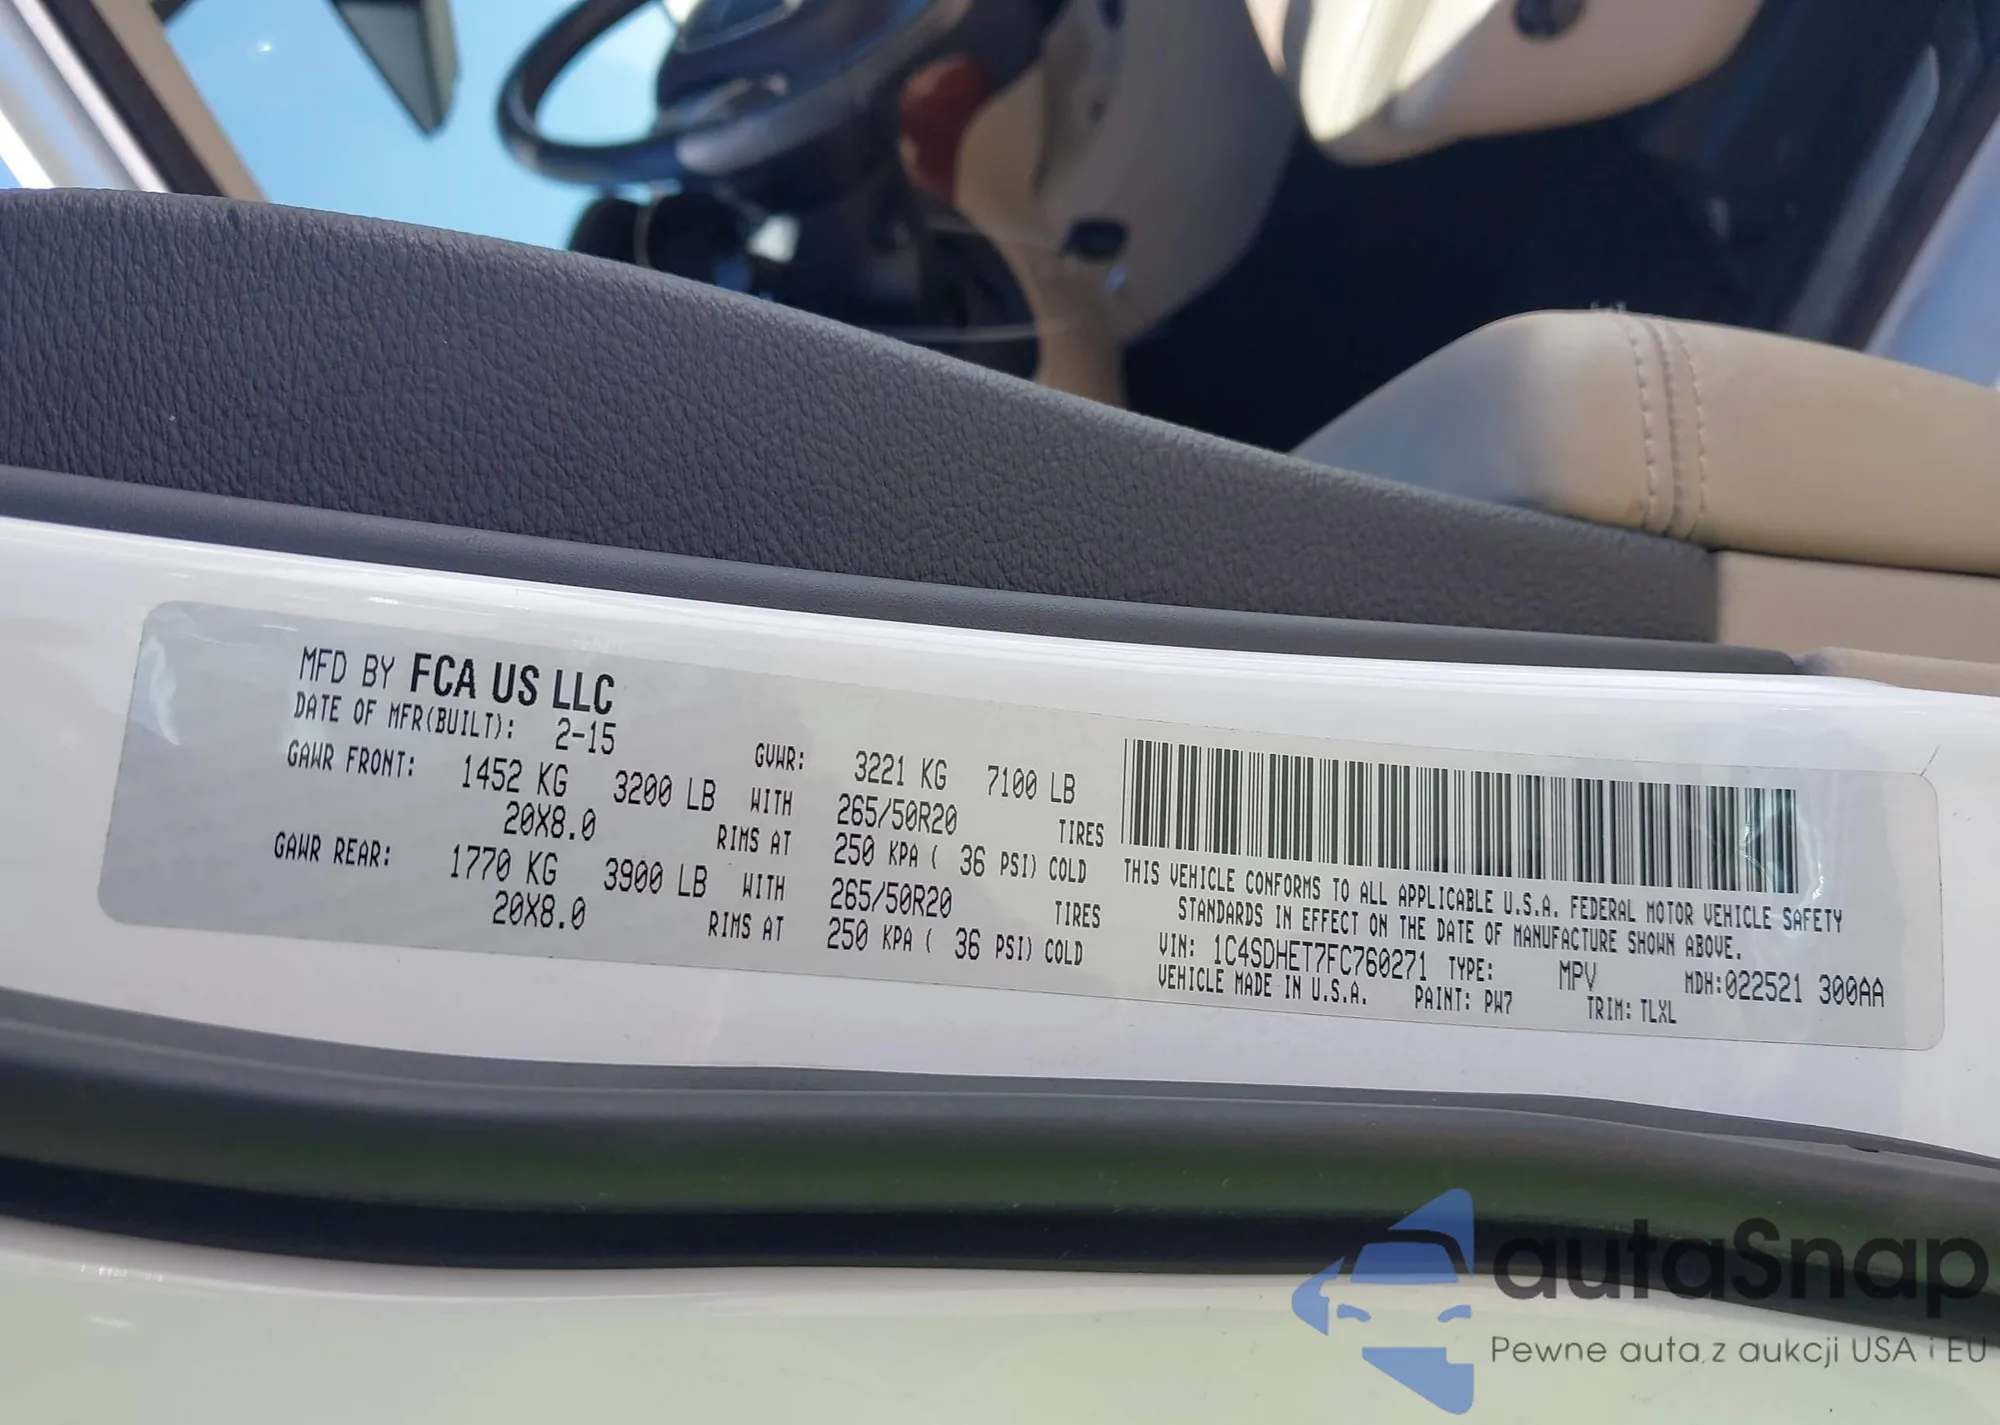 MFD BY FCA US LLC
DATE OF MFR(BUILT): 2-15 GVWR: 3221 KG 7100 LB
GAWR FRONT: 1452 KG 3200 LB WITH 265/50R20 TIRES
20X8.0 RIMS AT 250 KPA ( 36 PSI) COLD
GAWR REAR: 1770 KG 3900 LB WITH 265/50R20 TIRES
20X8.0 RIMS AT 250 KPA ( 36 PSI) COLD
THIS VEHICLE CONFORMS TO ALL APPLICABLE U.S.A. FEDERAL MOTOR VEHICLE SAFETY
STANDARDS IN EFFECT ON THE DATE OF MANUFACTURE SHOWN ABOVE.
VIN: 1C4SDHET7FC760271 TYPE: MPV MDH:022521 300AA
VEHICLE MADE IN U.S.A. PAINT: PW7 TRIM: TLXL
autaSnap
Pewne auta z aukcji USA i EU